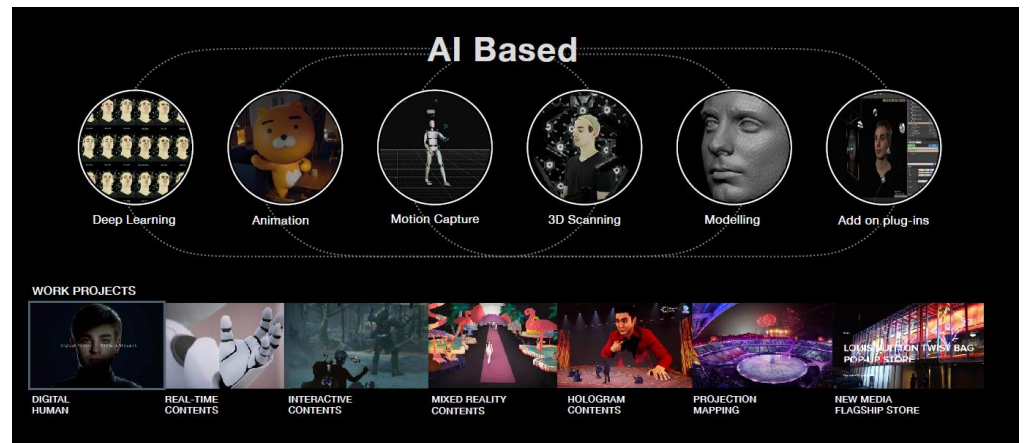 AI Based
Deep Learning
Animation
Motion Capture
3D Scanning
Modelling
Add on plug-ins
WORK PROJECTS
LOUIS VUITTON TWIST BAG
POP-UP STORE
DIGITAL
HUMAN
REAL-TIME
CONTENTS
INTERACTIVE
CONTENTS
MIXED REALITY
CONTENTS
HOLOGRAM
CONTENTS
PROJECTION
MAPPING
NEW MEDIA
FLAGSHIP STORE